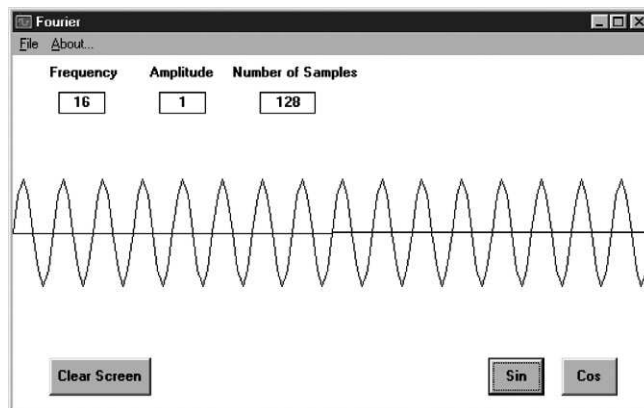 Fourier
File About...
Frequency Amplitude Number of Samples
16 1 128
Clear Screen Sin Cos